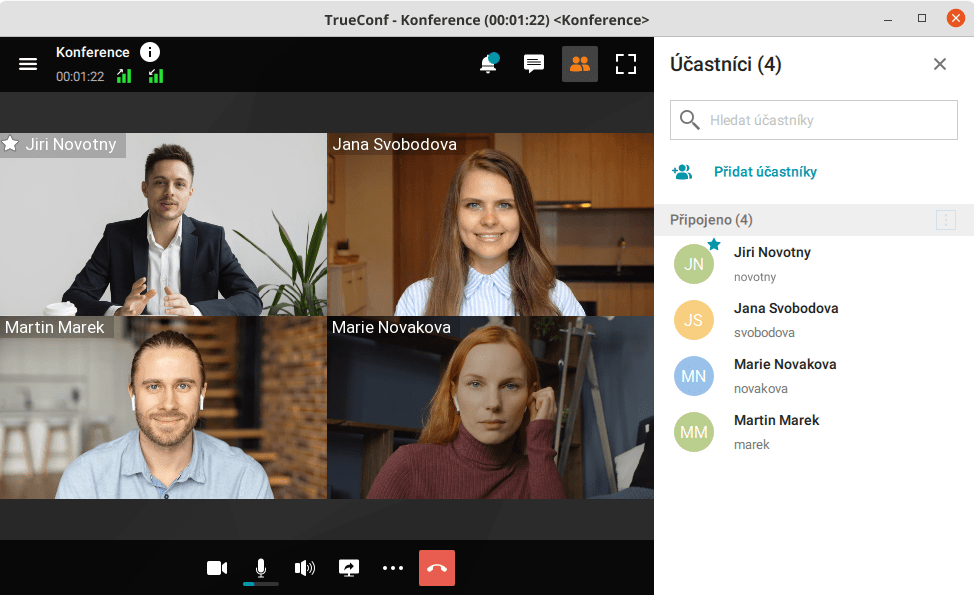 TrueConf - Konference (00:01:22) <Konference>
Konference
00:01:22
Jiri Novotny
Jana Svobodova
Martin Marek
Marie Novakova
Účastníci (4)
Hledat účastníky
Přidat účastníky
Připojeno (4)
JN
Jiri Novotny
novotny
JS
Jana Svobodova
svobodova
MN
Marie Novakova
novakova
MM
Martin Marek
marek